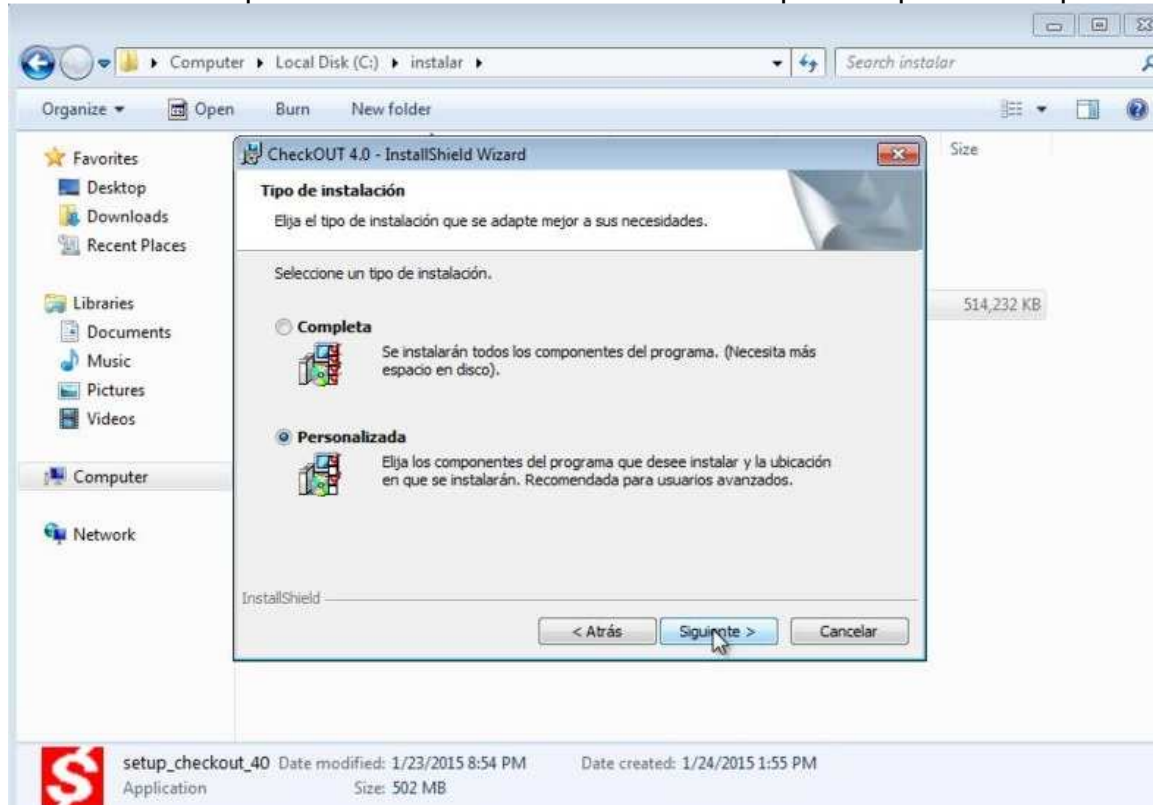 Computer ▸ Local Disk (C:) ▸ instalar ▸
Search instalar
Organize
Open
Burn
New folder
Favorites
Desktop
Downloads
Recent Places
Libraries
Documents
Music
Pictures
Videos
Computer
Network
Size
514,232 KB
CheckOUT 4.0 - InstallShield Wizard
Tipo de instalación
Elija el tipo de instalación que se adapte mejor a sus necesidades.
Seleccione un tipo de instalación.
Completa
Se instalarán todos los componentes del programa. (Necesita más
espacio en disco).
Personalizada
Elija los componentes del programa que desee instalar y la ubicación
en que se instalarán. Recomendada para usuarios avanzados.
InstallShield
< Atrás
Siguiente >
Cancelar
setup_checkout_40 Date modified: 1/23/2015 8:54 PM Date created: 1/24/2015 1:55 PM
Application Size: 502 MB